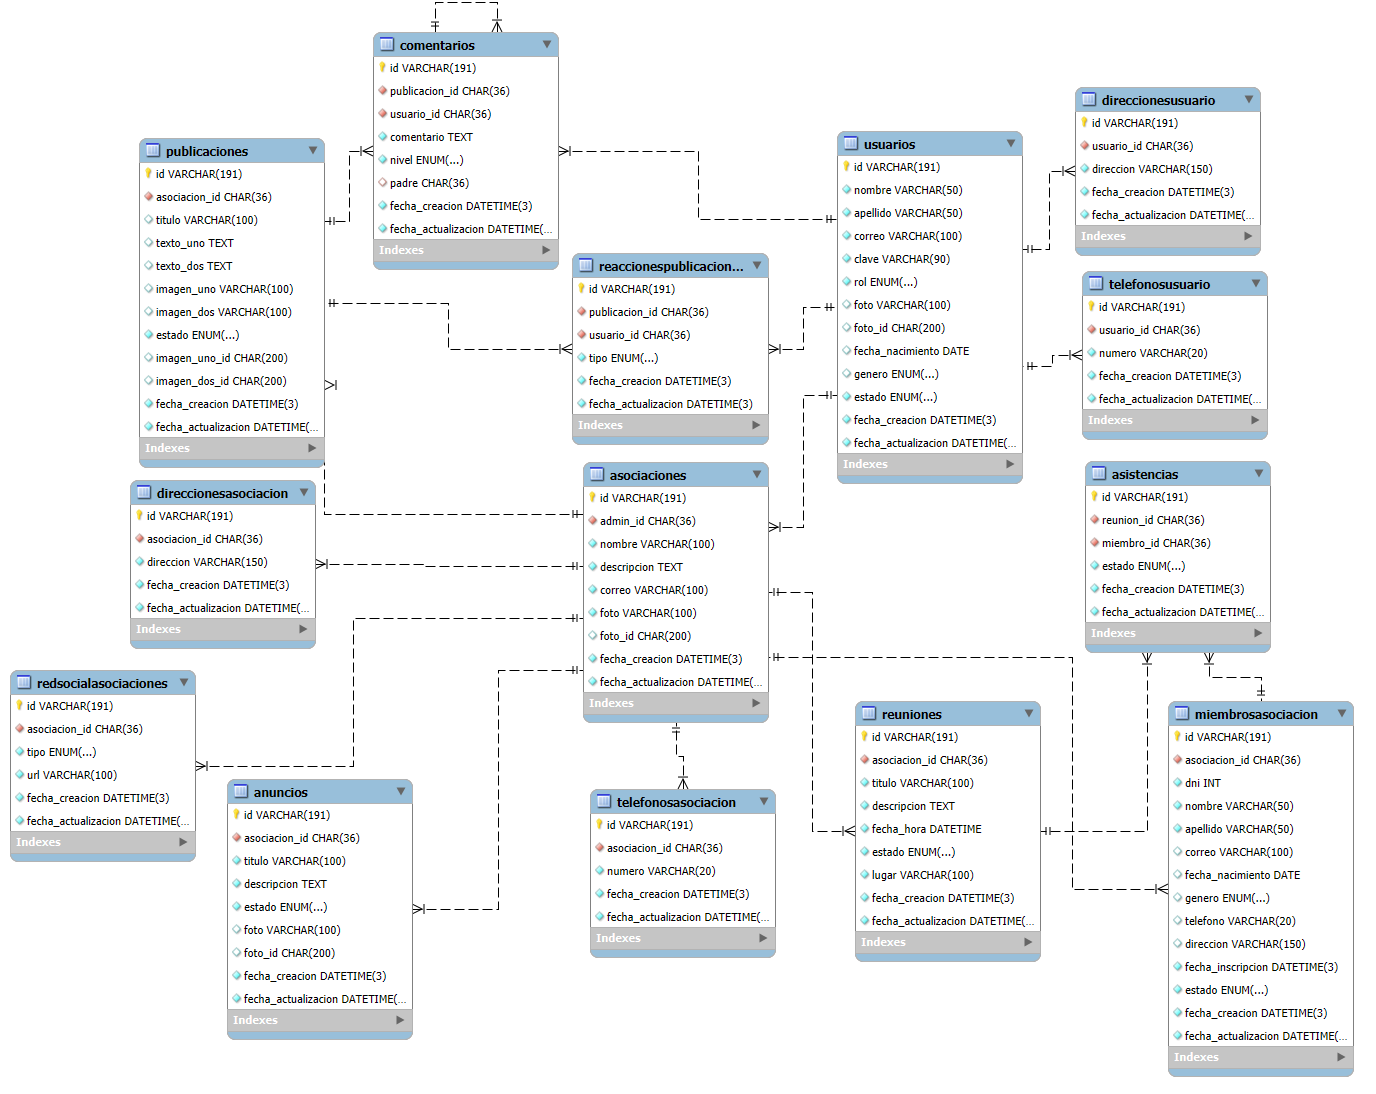 comentarios
id VARCHAR(191)
publicacion_id CHAR(36)
usuario_id CHAR(36)
comentario TEXT
nivel ENUM(...)
padre CHAR(36)
fecha_creacion DATETIME(3)
fecha_actualizacion DATETIME(...
Indexes
publicaciones
id VARCHAR(191)
asociacion_id CHAR(36)
titulo VARCHAR(100)
texto_uno TEXT
texto_dos TEXT
imagen_uno VARCHAR(100)
imagen_dos VARCHAR(100)
estado ENUM(...)
imagen_uno_id CHAR(200)
imagen_dos_id CHAR(200)
fecha_creacion DATETIME(3)
fecha_actualizacion DATETIME(...
Indexes
reaccionespublicacion...
id VARCHAR(191)
publicacion_id CHAR(36)
usuario_id CHAR(36)
tipo ENUM(...)
fecha_creacion DATETIME(3)
fecha_actualizacion DATETIME(3)
Indexes
usuarios
id VARCHAR(191)
nombre VARCHAR(50)
apellido VARCHAR(50)
correo VARCHAR(100)
clave VARCHAR(90)
rol ENUM(...)
foto VARCHAR(100)
foto_id CHAR(200)
fecha_nacimiento DATE
genero ENUM(...)
estado ENUM(...)
fecha_creacion DATETIME(3)
fecha_actualizacion DATETIME(...
Indexes
direccionesusuario
id VARCHAR(191)
usuario_id CHAR(36)
direccion VARCHAR(150)
fecha_creacion DATETIME(3)
fecha_actualizacion DATETIME(...
Indexes
telefonosusuario
id VARCHAR(191)
usuario_id CHAR(36)
numero VARCHAR(20)
fecha_creacion DATETIME(3)
fecha_actualizacion DATETIME(...
Indexes
direccionesasociacion
id VARCHAR(191)
asociacion_id CHAR(36)
direccion VARCHAR(150)
fecha_creacion DATETIME(3)
fecha_actualizacion DATETIME(...
Indexes
asociaciones
id VARCHAR(191)
admin_id CHAR(36)
nombre VARCHAR(100)
descripcion TEXT
correo VARCHAR(100)
foto VARCHAR(100)
foto_id CHAR(200)
fecha_creacion DATETIME(3)
fecha_actualizacion DATETIME(...
Indexes
asistencias
id VARCHAR(191)
reunion_id CHAR(36)
miembro_id CHAR(36)
estado ENUM(...)
fecha_creacion DATETIME(3)
fecha_actualizacion DATETIME(...
Indexes
redsocialasociaciones
id VARCHAR(191)
asociacion_id CHAR(36)
tipo ENUM(...)
url VARCHAR(100)
fecha_creacion DATETIME(3)
fecha_actualizacion DATETIME(...
Indexes
anuncios
id VARCHAR(191)
asociacion_id CHAR(36)
titulo VARCHAR(100)
descripcion TEXT
estado ENUM(...)
foto VARCHAR(100)
foto_id CHAR(200)
fecha_creacion DATETIME(3)
fecha_actualizacion DATETIME(...
Indexes
telefonosasociacion
id VARCHAR(191)
asociacion_id CHAR(36)
numero VARCHAR(20)
fecha_creacion DATETIME(3)
fecha_actualizacion DATETIME(...
Indexes
reuniones
id VARCHAR(191)
asociacion_id CHAR(36)
titulo VARCHAR(100)
descripcion TEXT
fecha_hora DATETIME
estado ENUM(...)
lugar VARCHAR(100)
fecha_creacion DATETIME(3)
fecha_actualizacion DATETIME(...
Indexes
miembrosasociacion
id VARCHAR(191)
asociacion_id CHAR(36)
dni INT
nombre VARCHAR(50)
apellido VARCHAR(50)
correo VARCHAR(100)
fecha_nacimiento DATE
genero ENUM(...)
telefono VARCHAR(20)
direccion VARCHAR(150)
fecha_inscripcion DATETIME(3)
estado ENUM(...)
fecha_creacion DATETIME(3)
fecha_actualizacion DATETIME(...
Indexes